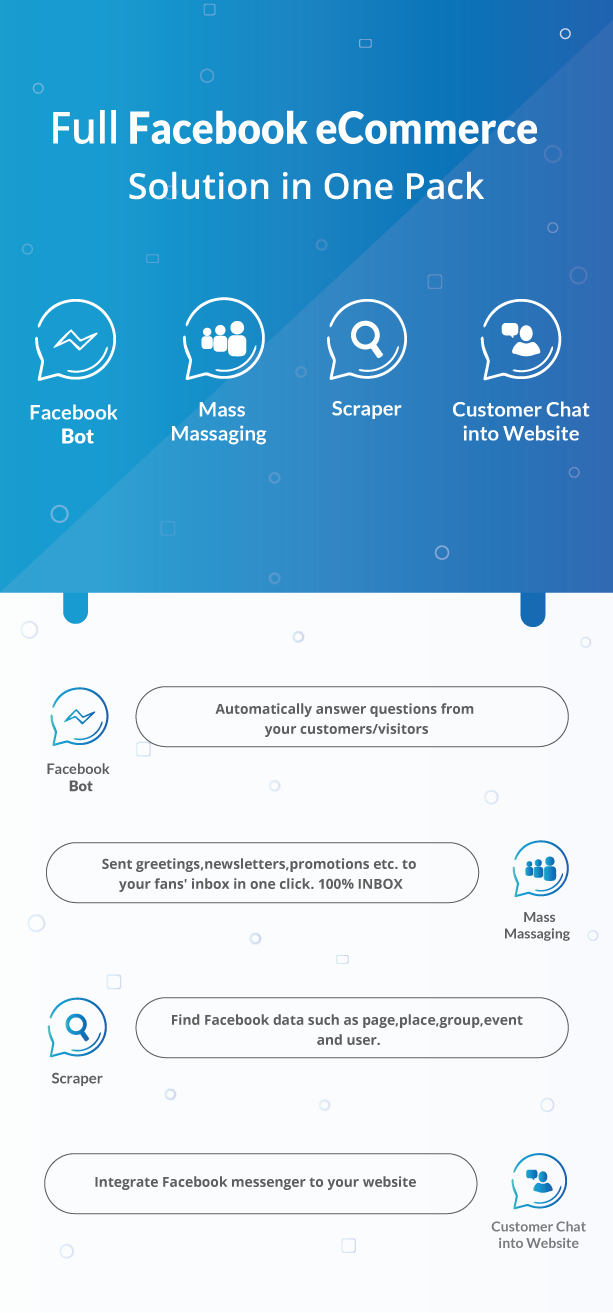 Full Facebook eCommerce
Solution in One Pack
Facebook
Bot
Mass
Massaging
Scraper
Customer Chat
into Website
Automatically answer questions from
your customers/visitors
Facebook
Bot
Sent greetings,newsletters,promotions etc. to
your fans' inbox in one click. 100% INBOX
Mass
Massaging
Find Facebook data such as page,place,group,event
and user.
Scraper
Integrate Facebook messenger to your website
Customer Chat
into Website